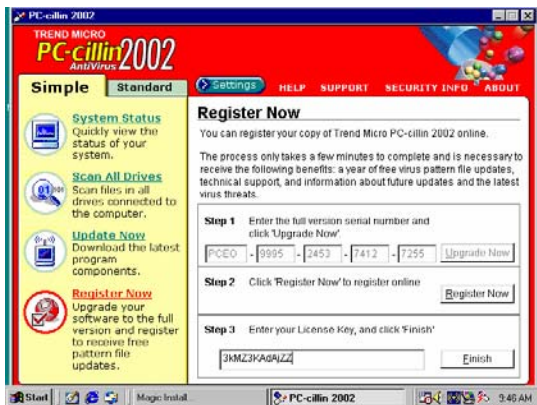 PC-cillin 2002
TREND MICRO
PC-cillin 2002
AntiVirus
Simple
Standard
Settings
HELP
SUPPORT
SECURITY INFO
ABOUT
System Status
Quickly view the
status of your
system.
Scan All Drives
Scan files in all
drives connected to
the computer.
Update Now
Download the latest
program
components.
Register Now
Upgrade your
software to the full
version and register
to receive free
pattern file
updates.
Register Now
You can register your copy of Trend Micro PC-cillin 2002 online.
The process only takes a few minutes to complete and is necessary to
receive the following benefits: a year of free virus pattern file updates,
technical support, and information about future updates and the latest
virus threats.
Step 1 Enter the full version serial number and
click 'Upgrade Now'.
PCEO - 9995 - 2453 - 7412 - 7255 Upgrade Now
Step 2 Click 'Register Now' to register online
Register Now
Step 3 Enter your License Key, and click 'Finish'
3kMZ3KAdAjZZ Finish
Start
Magic Instal...
PC-cillin 2002
9:46 AM